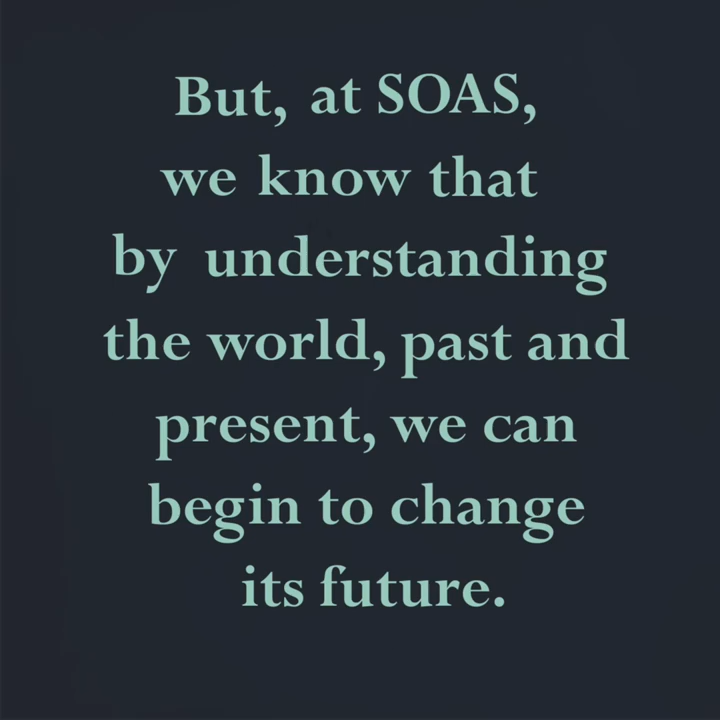 But, at SOAS,
we know that
by understanding
the world, past and
present, we can
begin to change
its future.